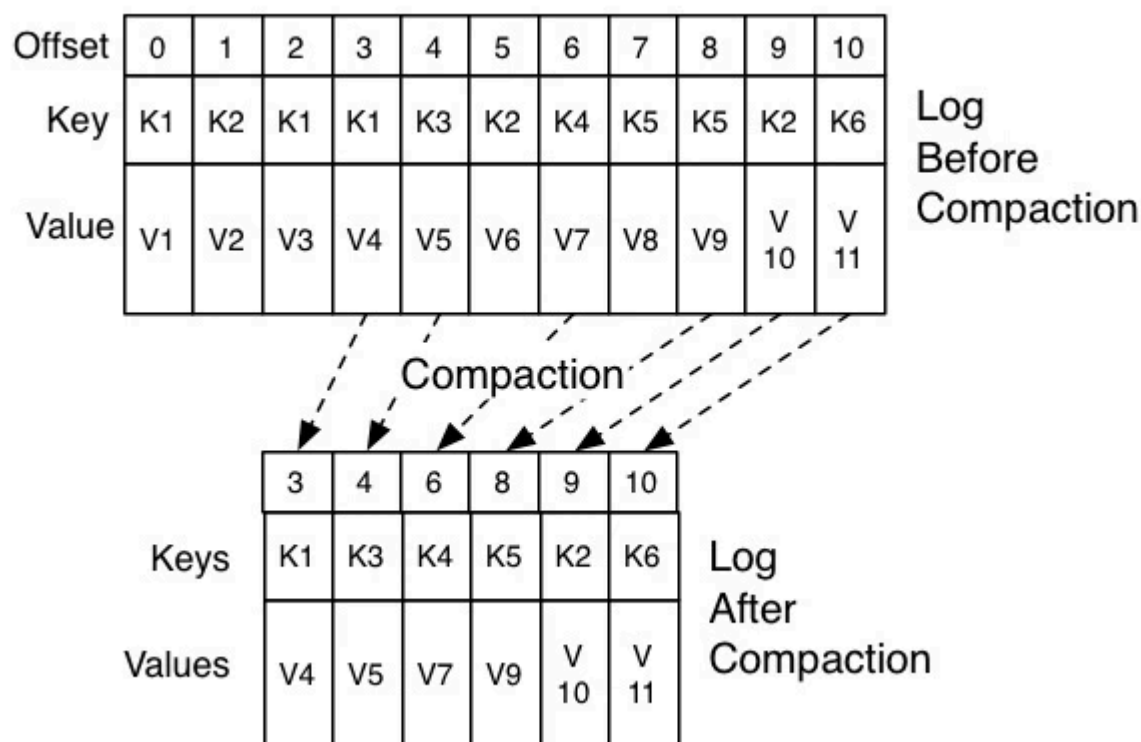 Offset 0 1 2 3 4 5 6 7 8 9 10
Key K1 K2 K1 K1 K3 K2 K4 K5 K5 K2 K6
Value V1 V2 V3 V4 V5 V6 V7 V8 V9 V 10 V 11
Log
Before
Compaction
Compaction
3 4 6 8 9 10
Keys K1 K3 K4 K5 K2 K6
Values V4 V5 V7 V9 V 10 V 11
Log
After
Compaction